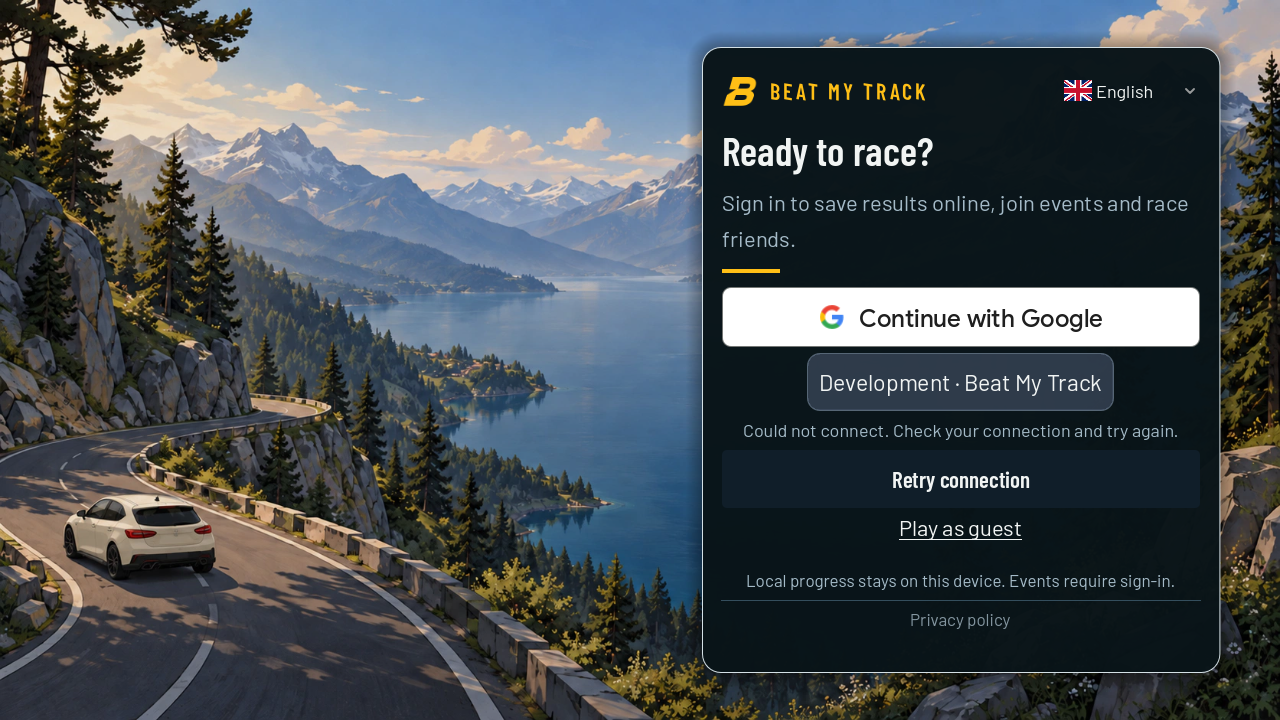 BEAT MY TRACK
English
Ready to race?
Sign in to save results online, join events and race
friends.
Continue with Google
Development · Beat My Track
Could not connect. Check your connection and try again.
Retry connection
Play as guest
Local progress stays on this device. Events require sign-in.
Privacy policy